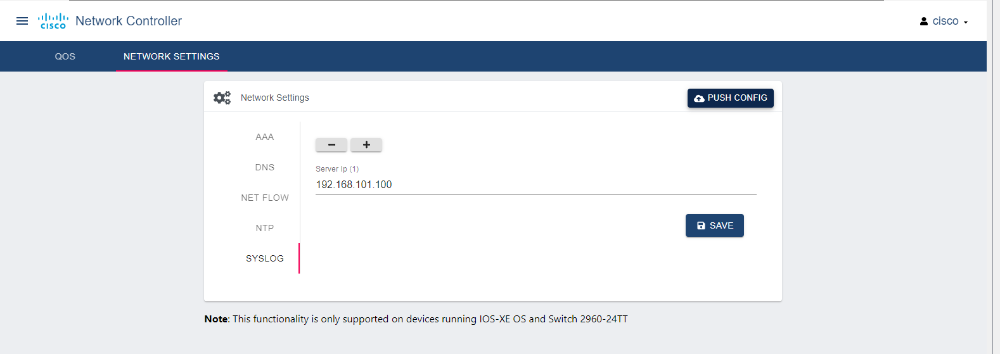 cisco Network Controller
cisco
QOS NETWORK SETTINGS
Network Settings
PUSH CONFIG
AAA
DNS
NET FLOW
NTP
SYSLOG
Server Ip (1)
192.168.101.100
SAVE
Note: This functionality is only supported on devices running IOS-XE OS and Switch 2960-24TT